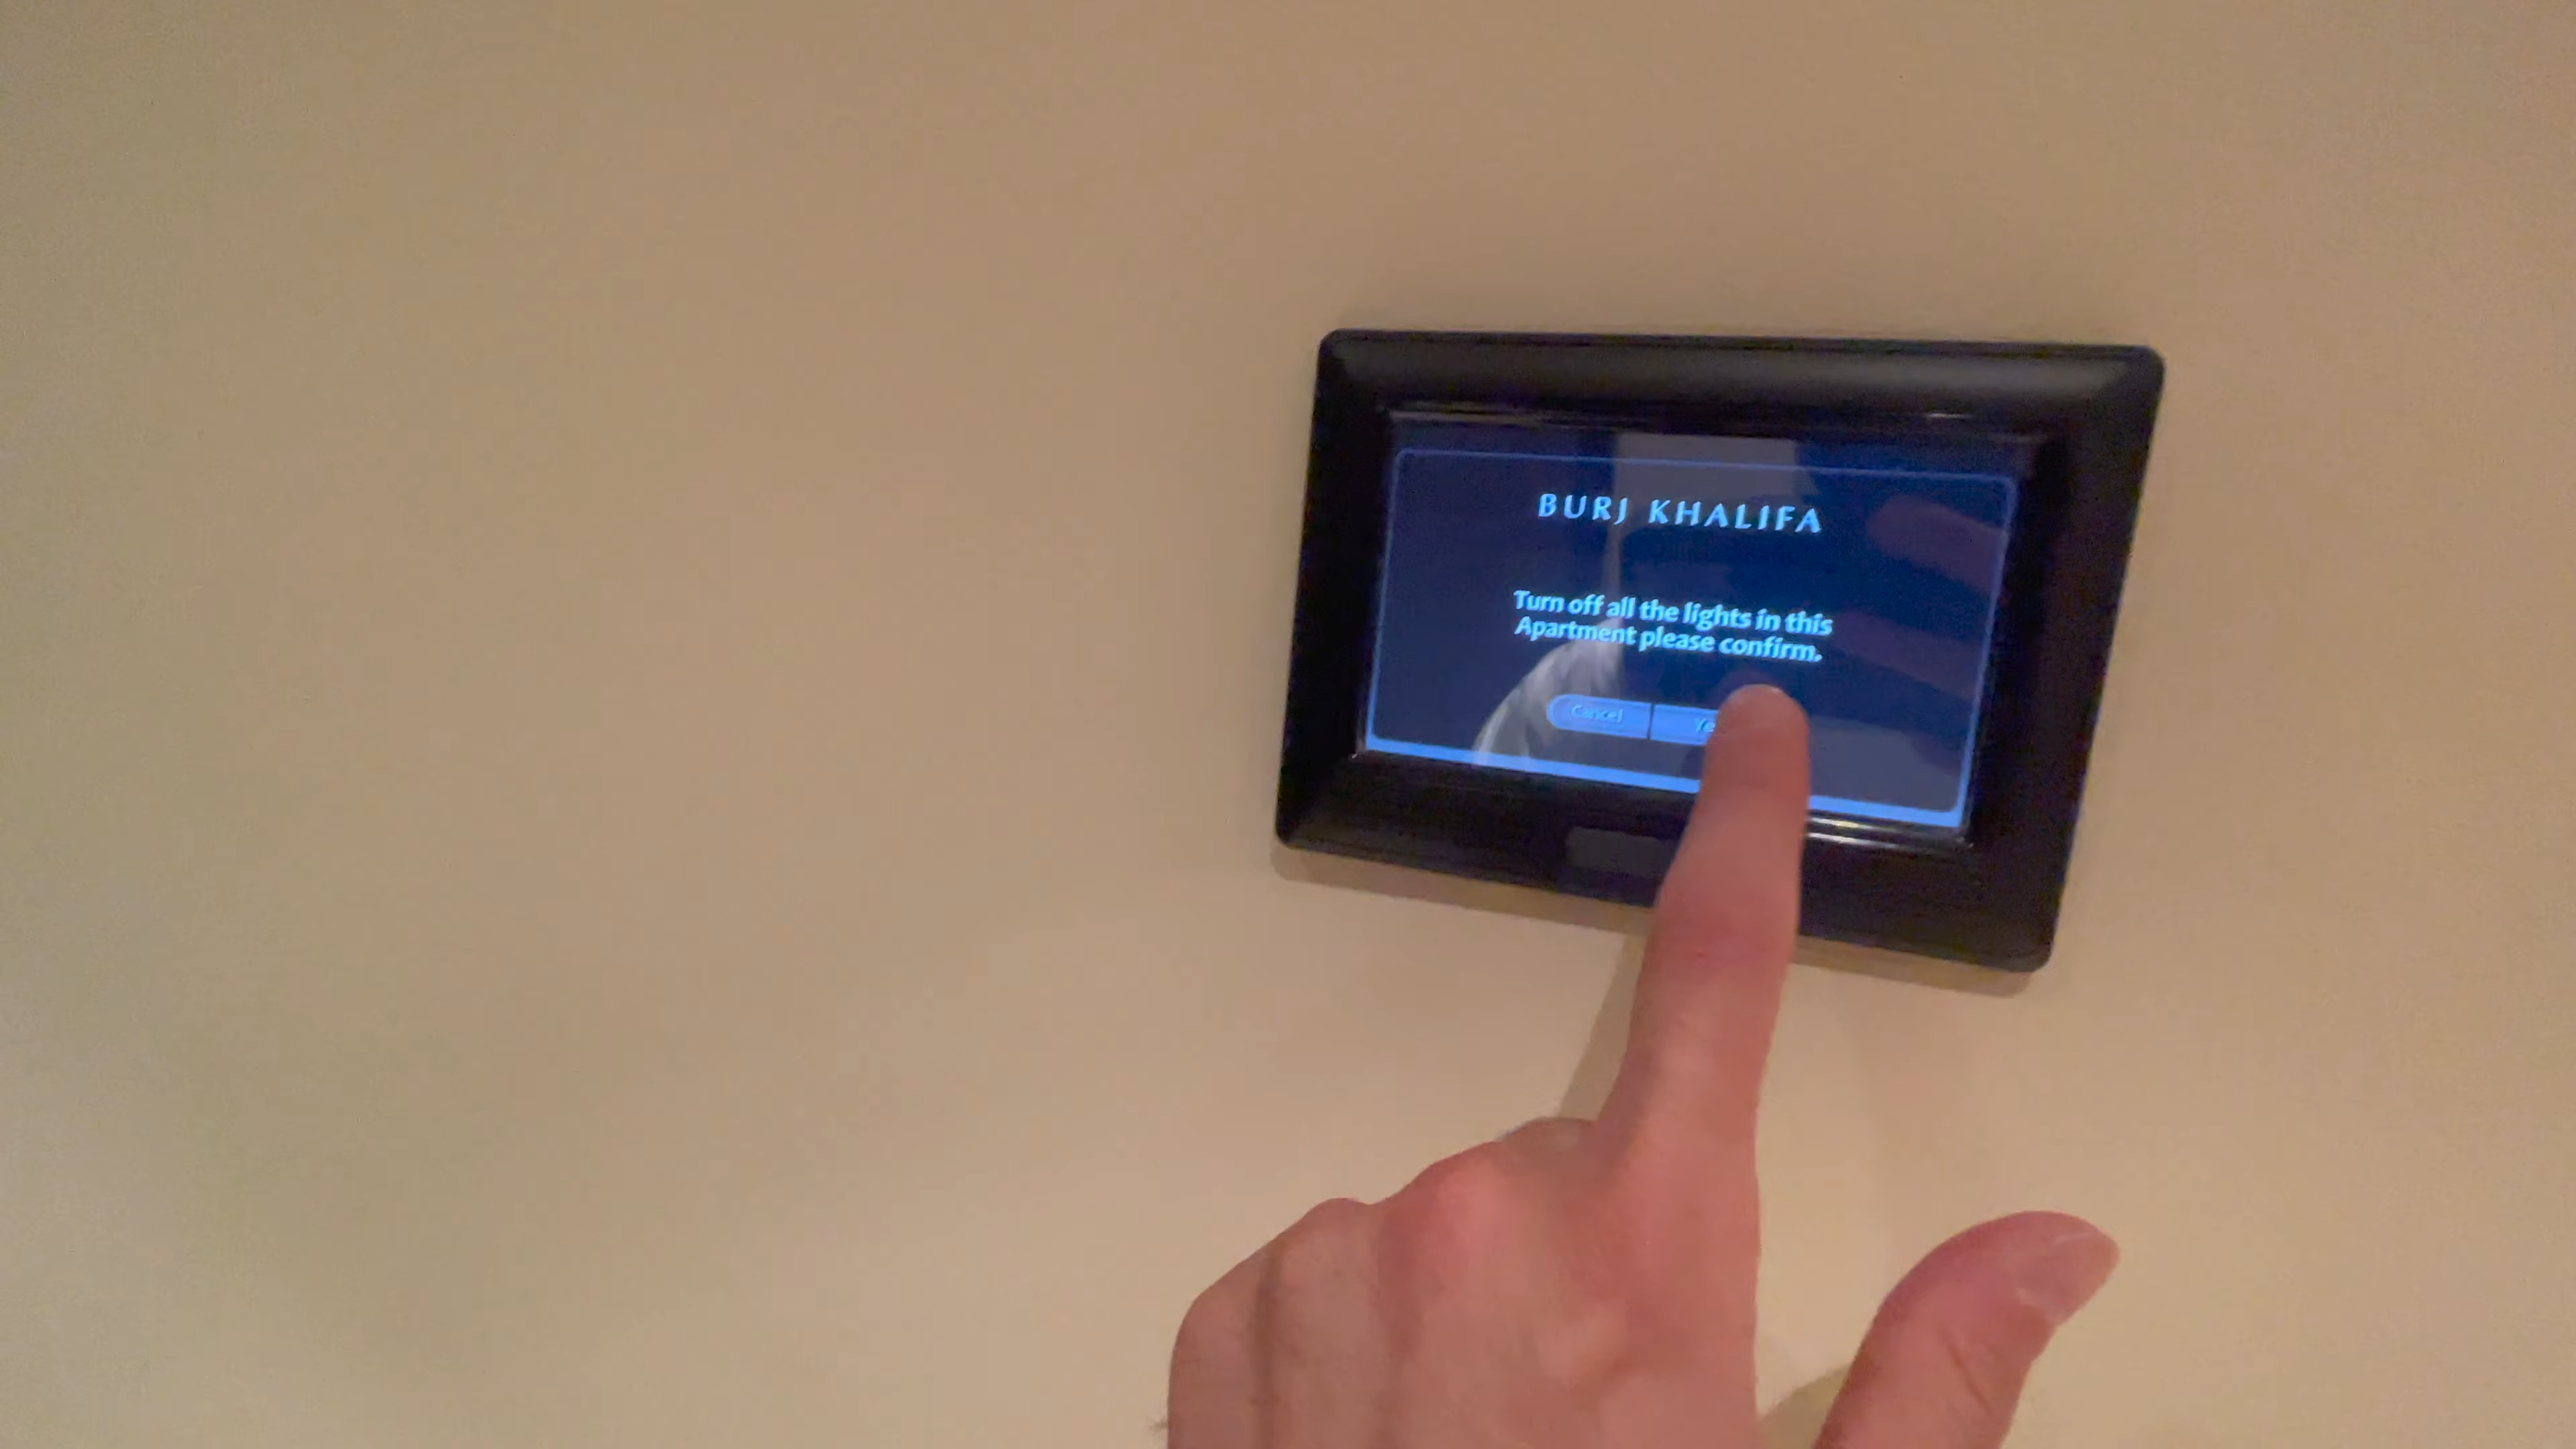 BURJ KHALIFA
Turn off all the lights in this
Apartment please confirm.
Cancel